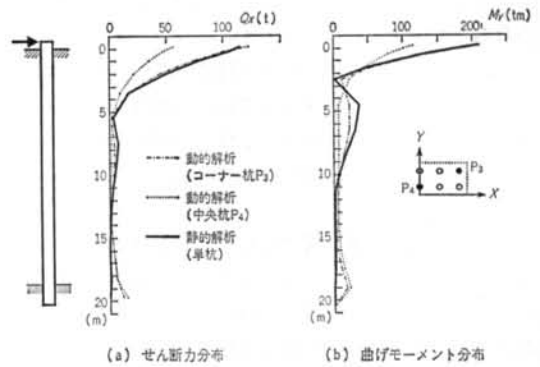 Qx(t)
0 50 100
0
5
10
15
20
(m)
動的解析
(コーナー杭P₃)
動的解析
(中央杭P₄)
静的解析
(単杭)
(a) せん断力分布
My(tm)
0 100 200
0
5
10
15
20
(m)
Y
P₃
P₄
X
(b) 曲げモーメント分布